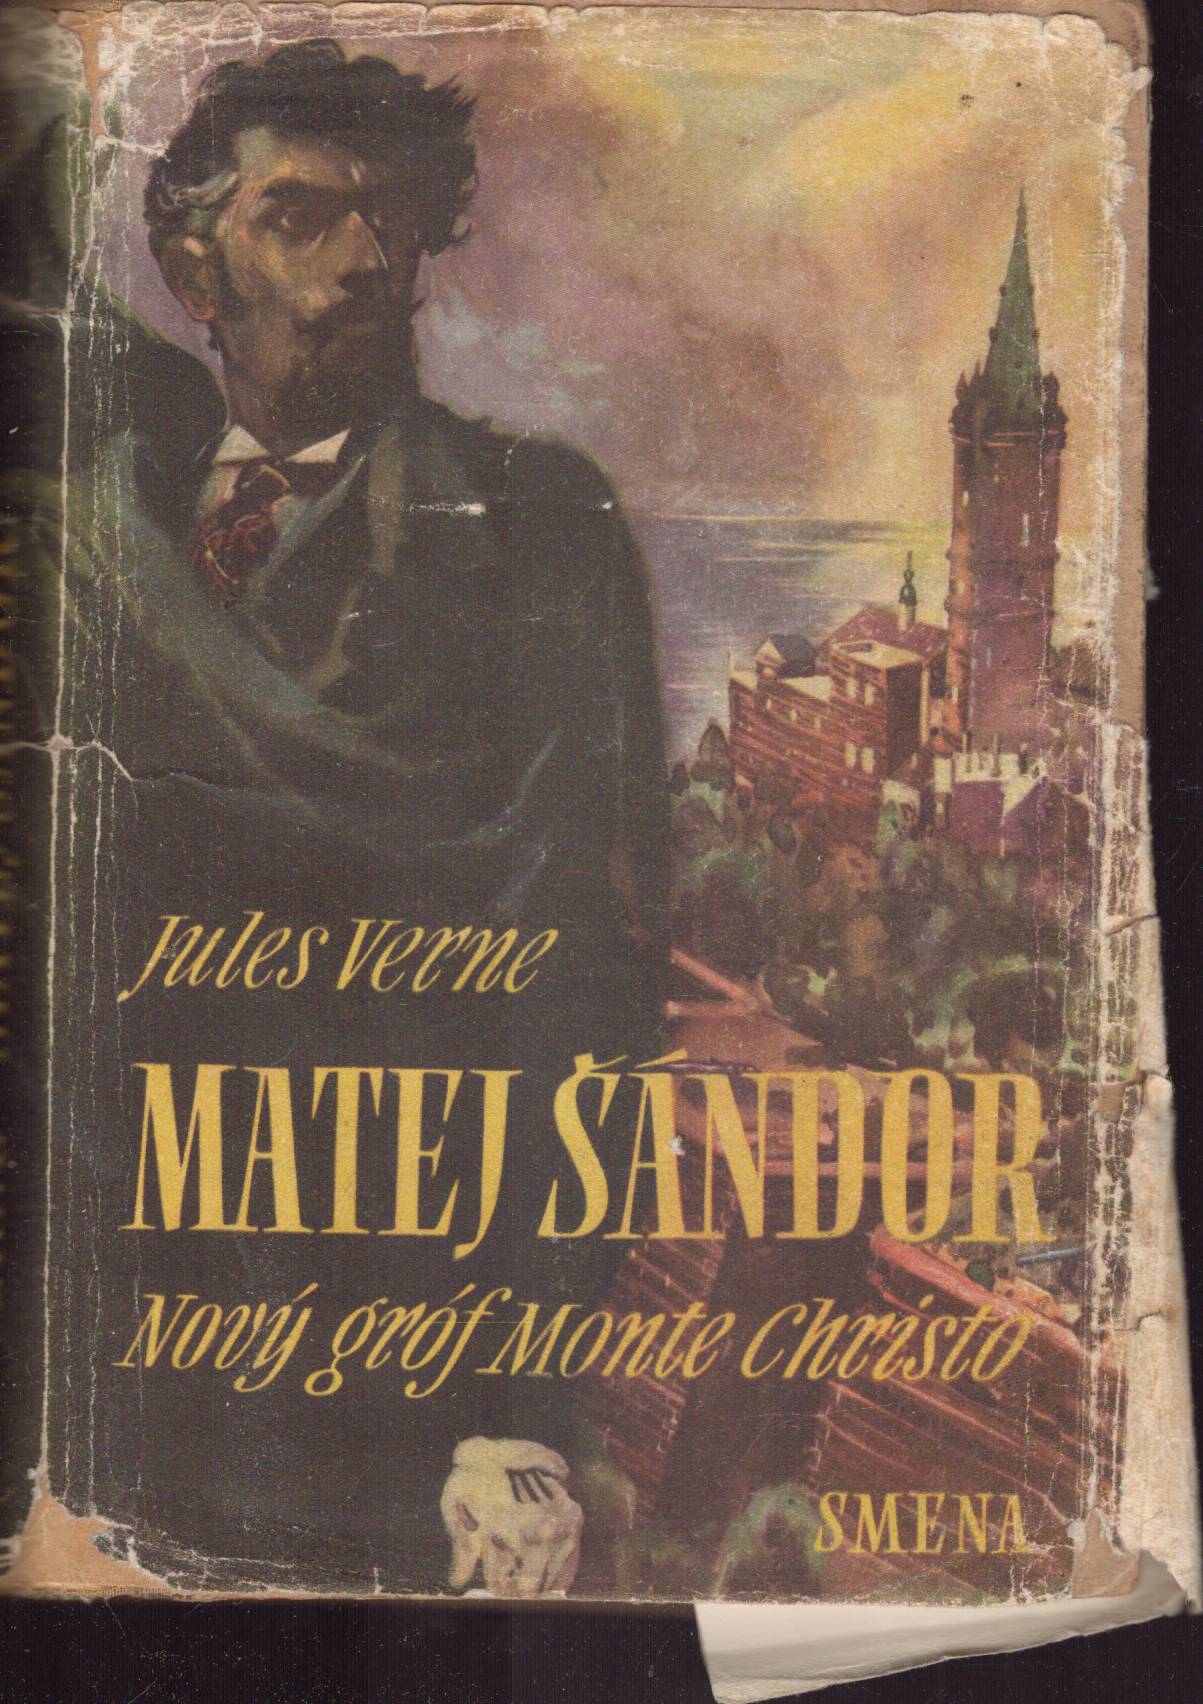 Jules Verne
MATEJ ŠÁNDOR
Nový gróf Monte Christo
SMENA